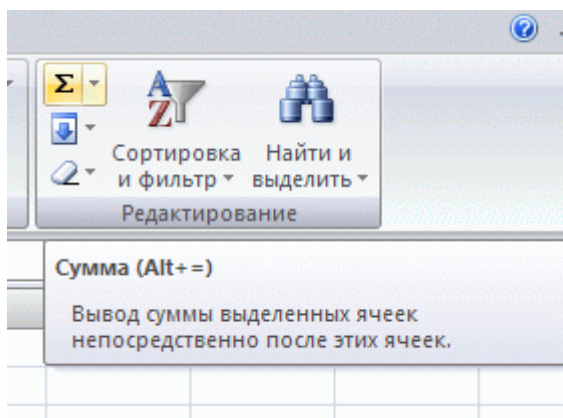 Σ
А
Я
Сортировка
и фильтр
Найти и
выделить
Редактирование
Сумма (Alt+=)
Вывод суммы выделенных ячеек
непосредственно после этих ячеек.